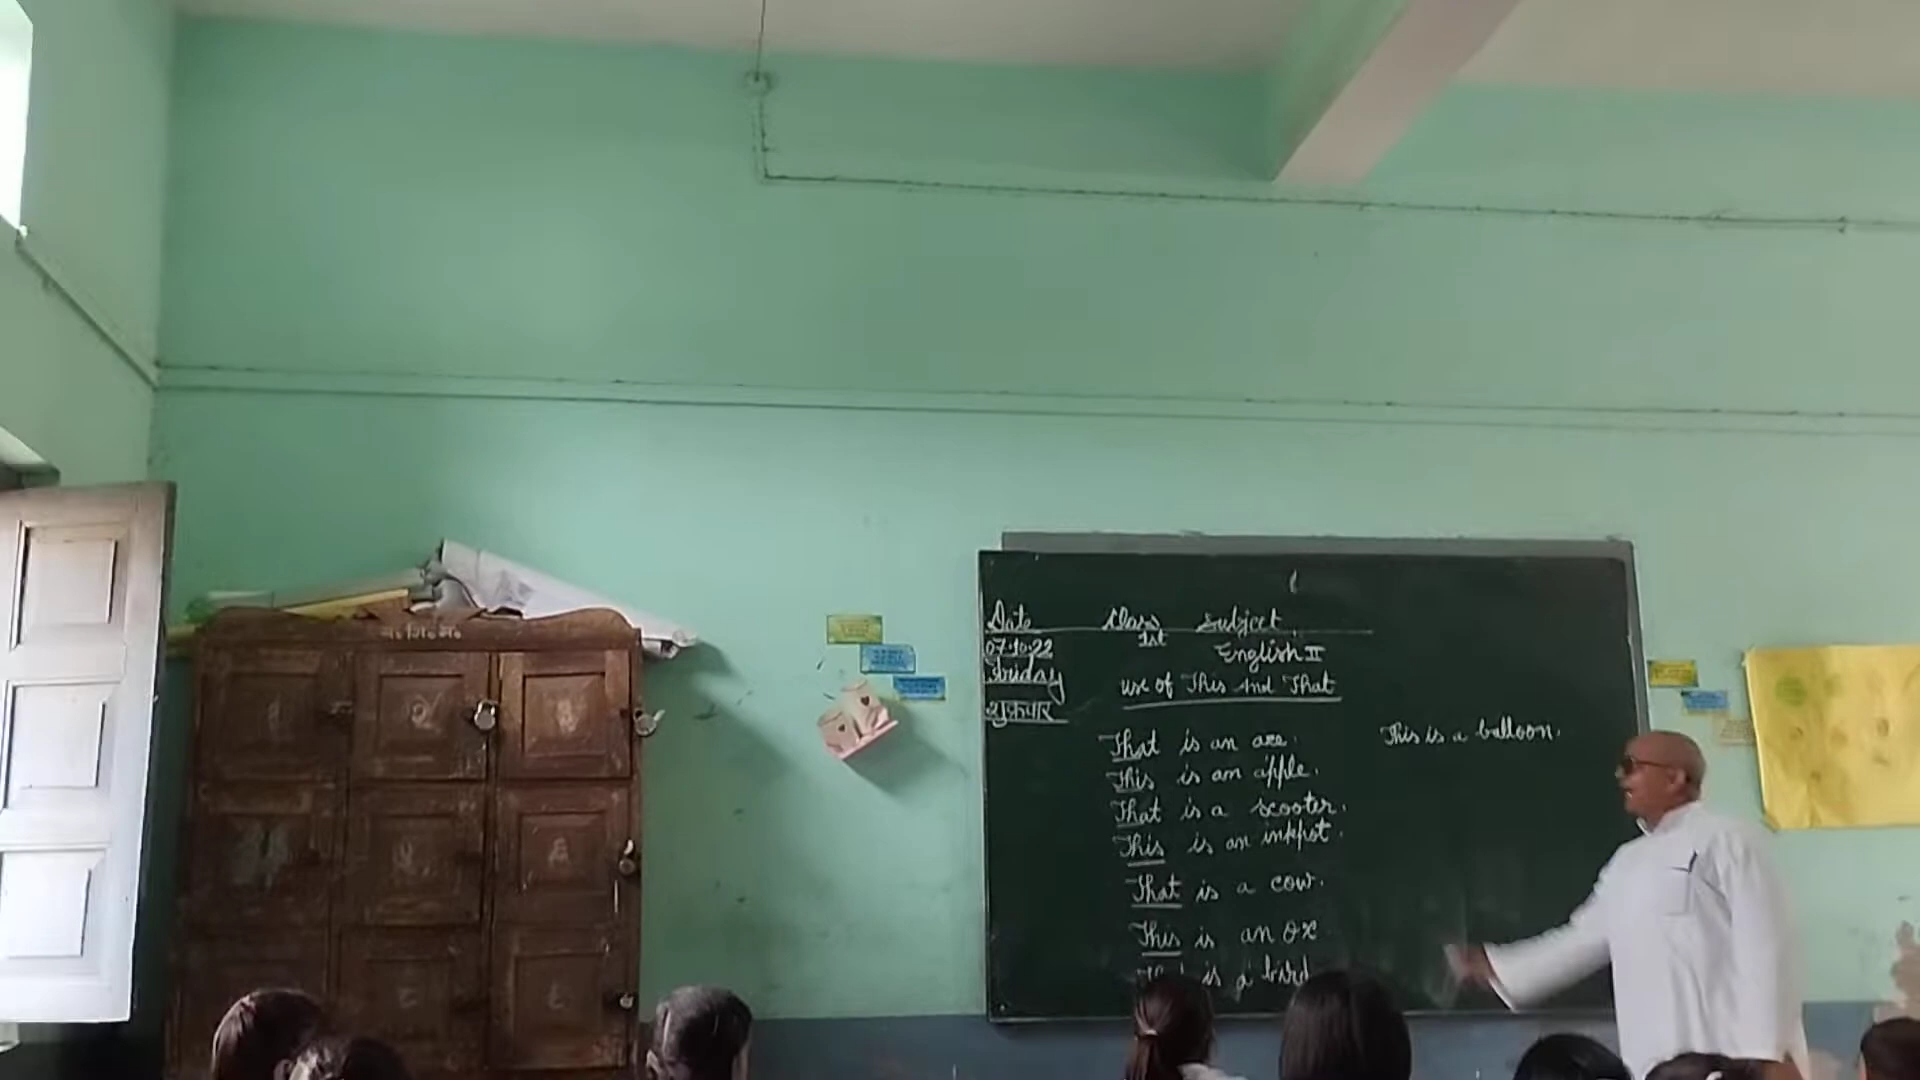 Date Class Subject
07.10.22 1st English II
Friday use of This And That
शुक्रवार
That is an axe.
This is an apple.
That is a scooter.
This is an inkpot.
That is a cow.
This is an ox.
is a bird
This is a balloon.